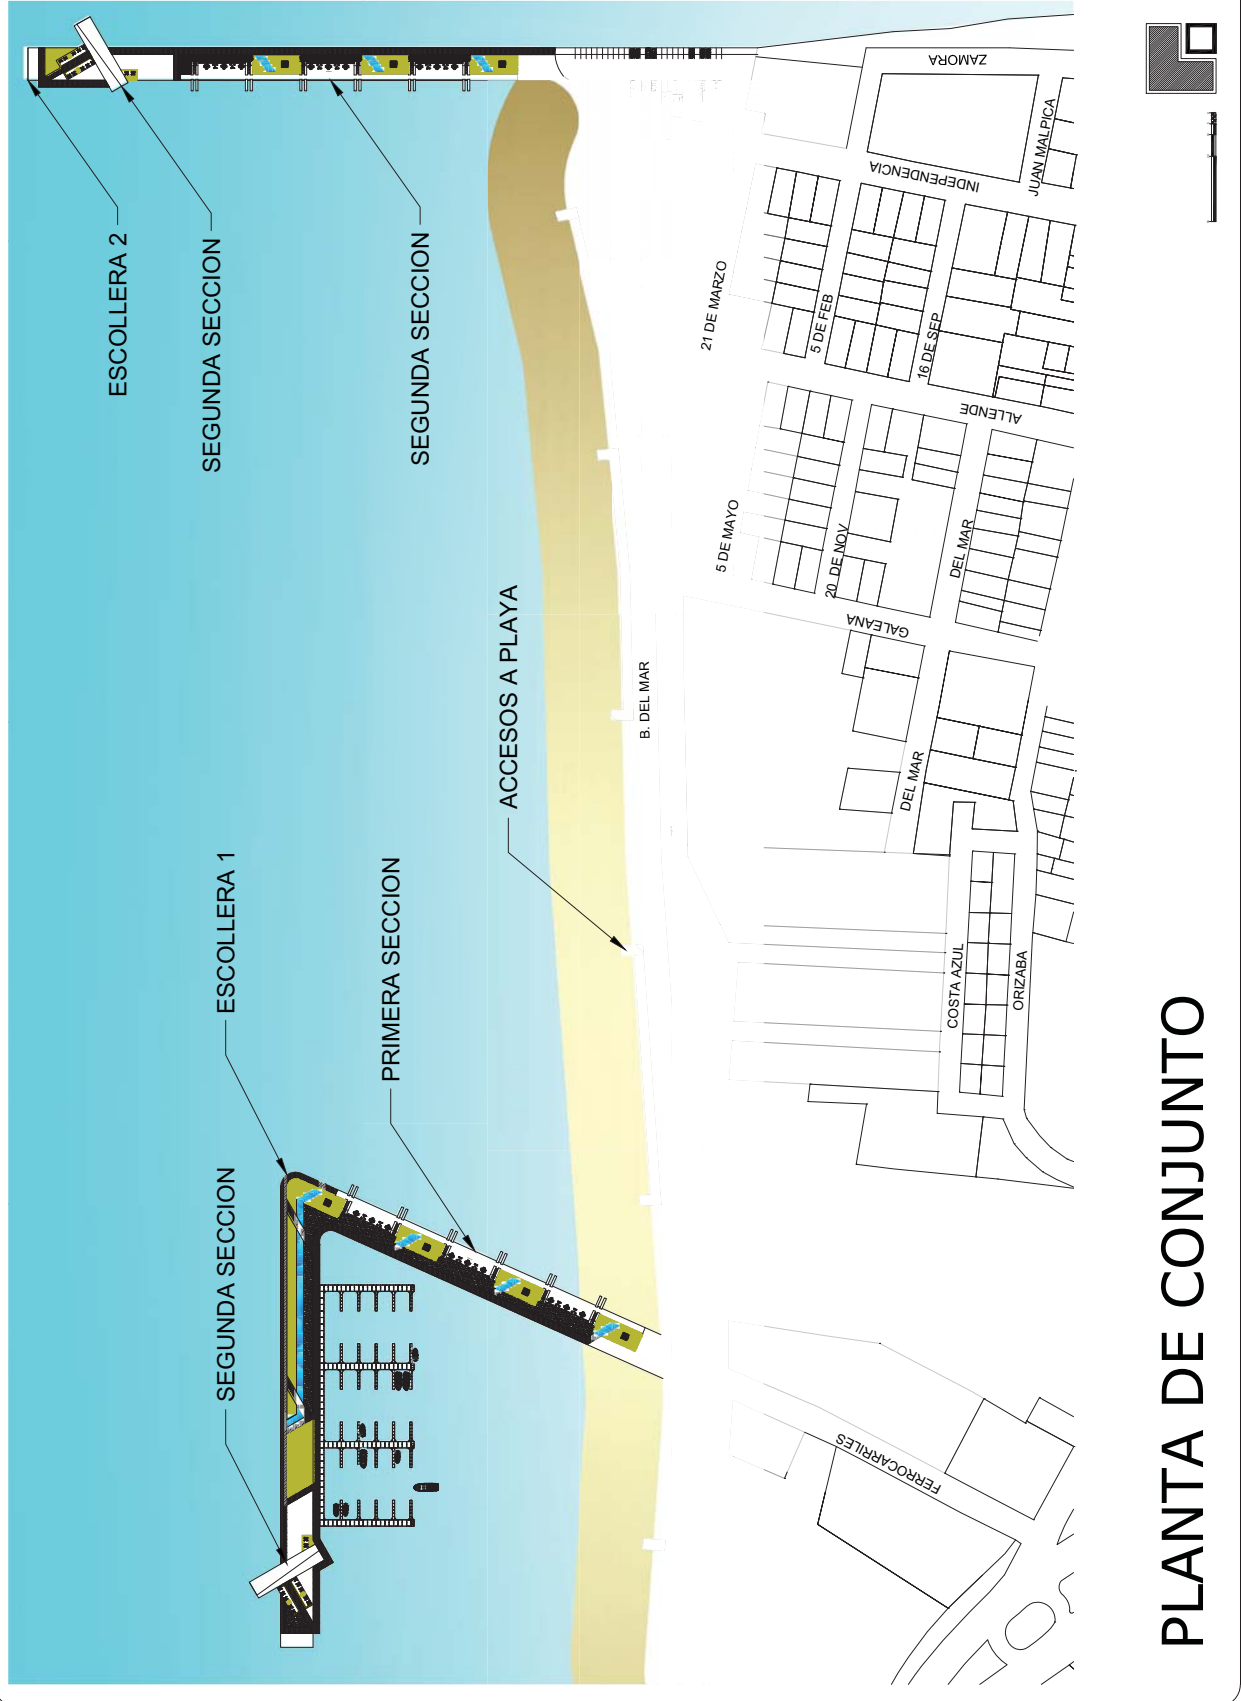 ESCOLLERA 2
SEGUNDA SECCION
SEGUNDA SECCION
ACCESOS A PLAYA
ESCOLLERA 1
PRIMERA SECCION
SEGUNDA SECCION
ZAMORA
JUAN MALPICA
INDEPENDENCIA
21 DE MARZO
5 DE FEB
16 DE SEP
ALLENDE
5 DE MAYO
20 DE NOV
DEL MAR
GALEANA
B. DEL MAR
DEL MAR
COSTA AZUL
ORIZABA
FERROCARRILES
PLANTA DE CONJUNTO